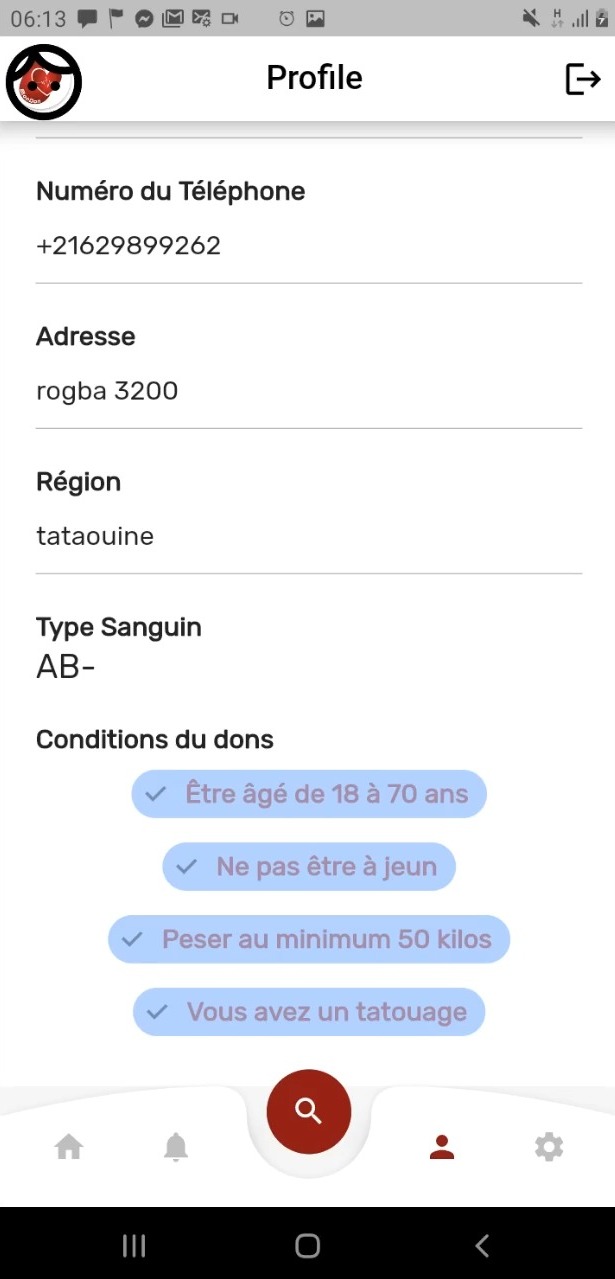 06:13
Profile
Numéro du Téléphone
+21629899262
Adresse
rogba 3200
Région
tataouine
Type Sanguin
AB-
Conditions du dons
Être âgé de 18 à 70 ans
Ne pas être à jeun
Peser au minimum 50 kilos
Vous avez un tatouage